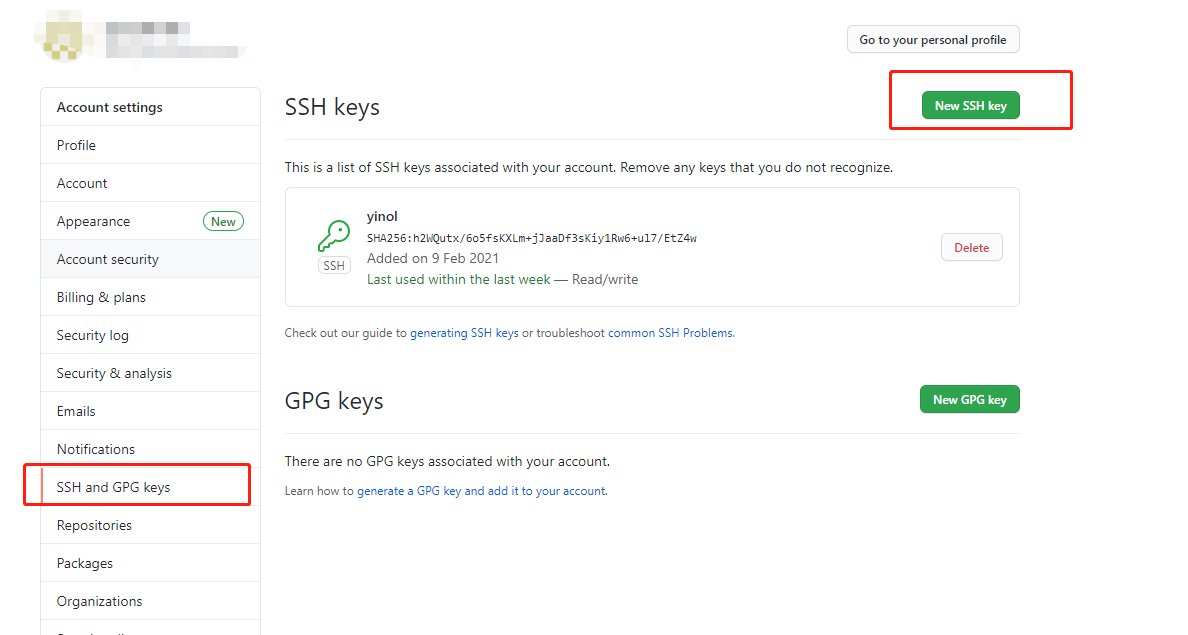 Go to your personal profile
Account settings
Profile
Account
Appearance New
Account security
Billing & plans
Security log
Security & analysis
Emails
Notifications
SSH and GPG keys
Repositories
Packages
Organizations
SSH keys
New SSH key
This is a list of SSH keys associated with your account. Remove any keys that you do not recognize.
yinol
SHA256:h2WQutx/6o5fsKXLm+jJaaDf3sKiy1Rw6+ul7/EtZ4w
Added on 9 Feb 2021
Last used within the last week — Read/write
SSH
Delete
Check out our guide to generating SSH keys or troubleshoot common SSH Problems.
GPG keys
New GPG key
There are no GPG keys associated with your account.
Learn how to generate a GPG key and add it to your account.